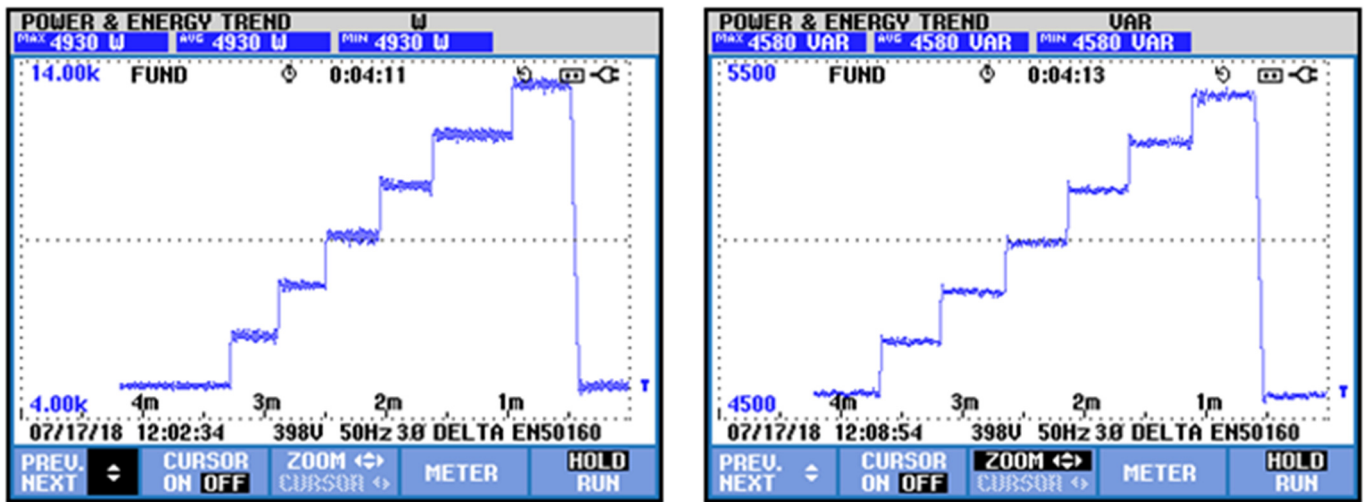 POWER & ENERGY TREND W
MAX 4930 W AVG 4930 W MIN 4930 W
14.00k FUND 0:04:11
4.00k 4m 3m 2m 1m T
07/17/18 12:02:34 398V 50Hz 3Ø DELTA EN50160
PREV. CURSOR ZOOM METER HOLD
NEXT ON OFF CURSOR RUN
POWER & ENERGY TREND VAR
MAX 4580 VAR AVG 4580 VAR MIN 4580 VAR
5500 FUND 0:04:13
4500 4m 3m 2m 1m T
07/17/18 12:08:54 398V 50Hz 3Ø DELTA EN50160
PREV. CURSOR ZOOM METER HOLD
NEXT ON OFF CURSOR RUN